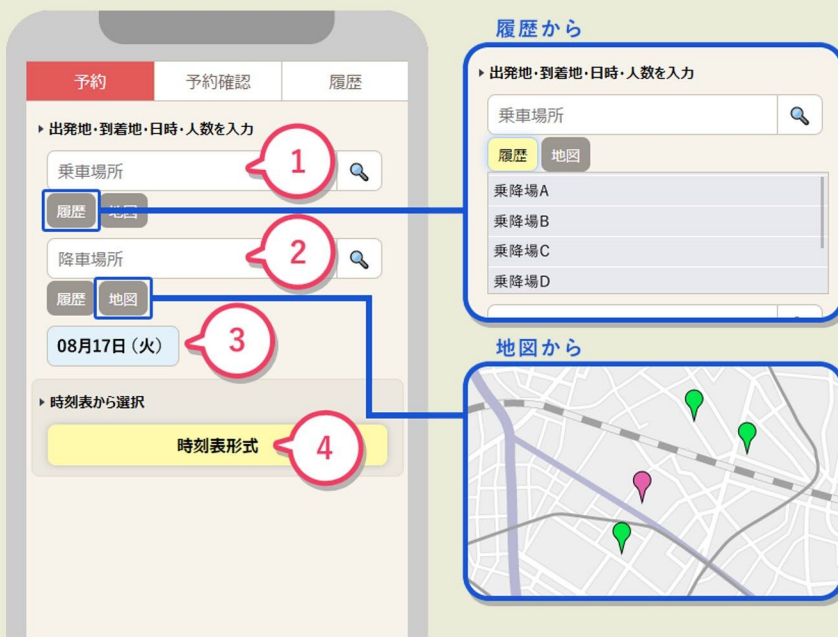 予約 予約確認 履歴
出発地・到着地・日時・人数を入力
乗車場所
1
履歴 地図
降車場所
2
履歴 地図
08月17日（火）
3
時刻表から選択
時刻表形式
4
履歴から
出発地・到着地・日時・人数を入力
乗車場所
履歴 地図
乗降場A
乗降場B
乗降場C
乗降場D
地図から